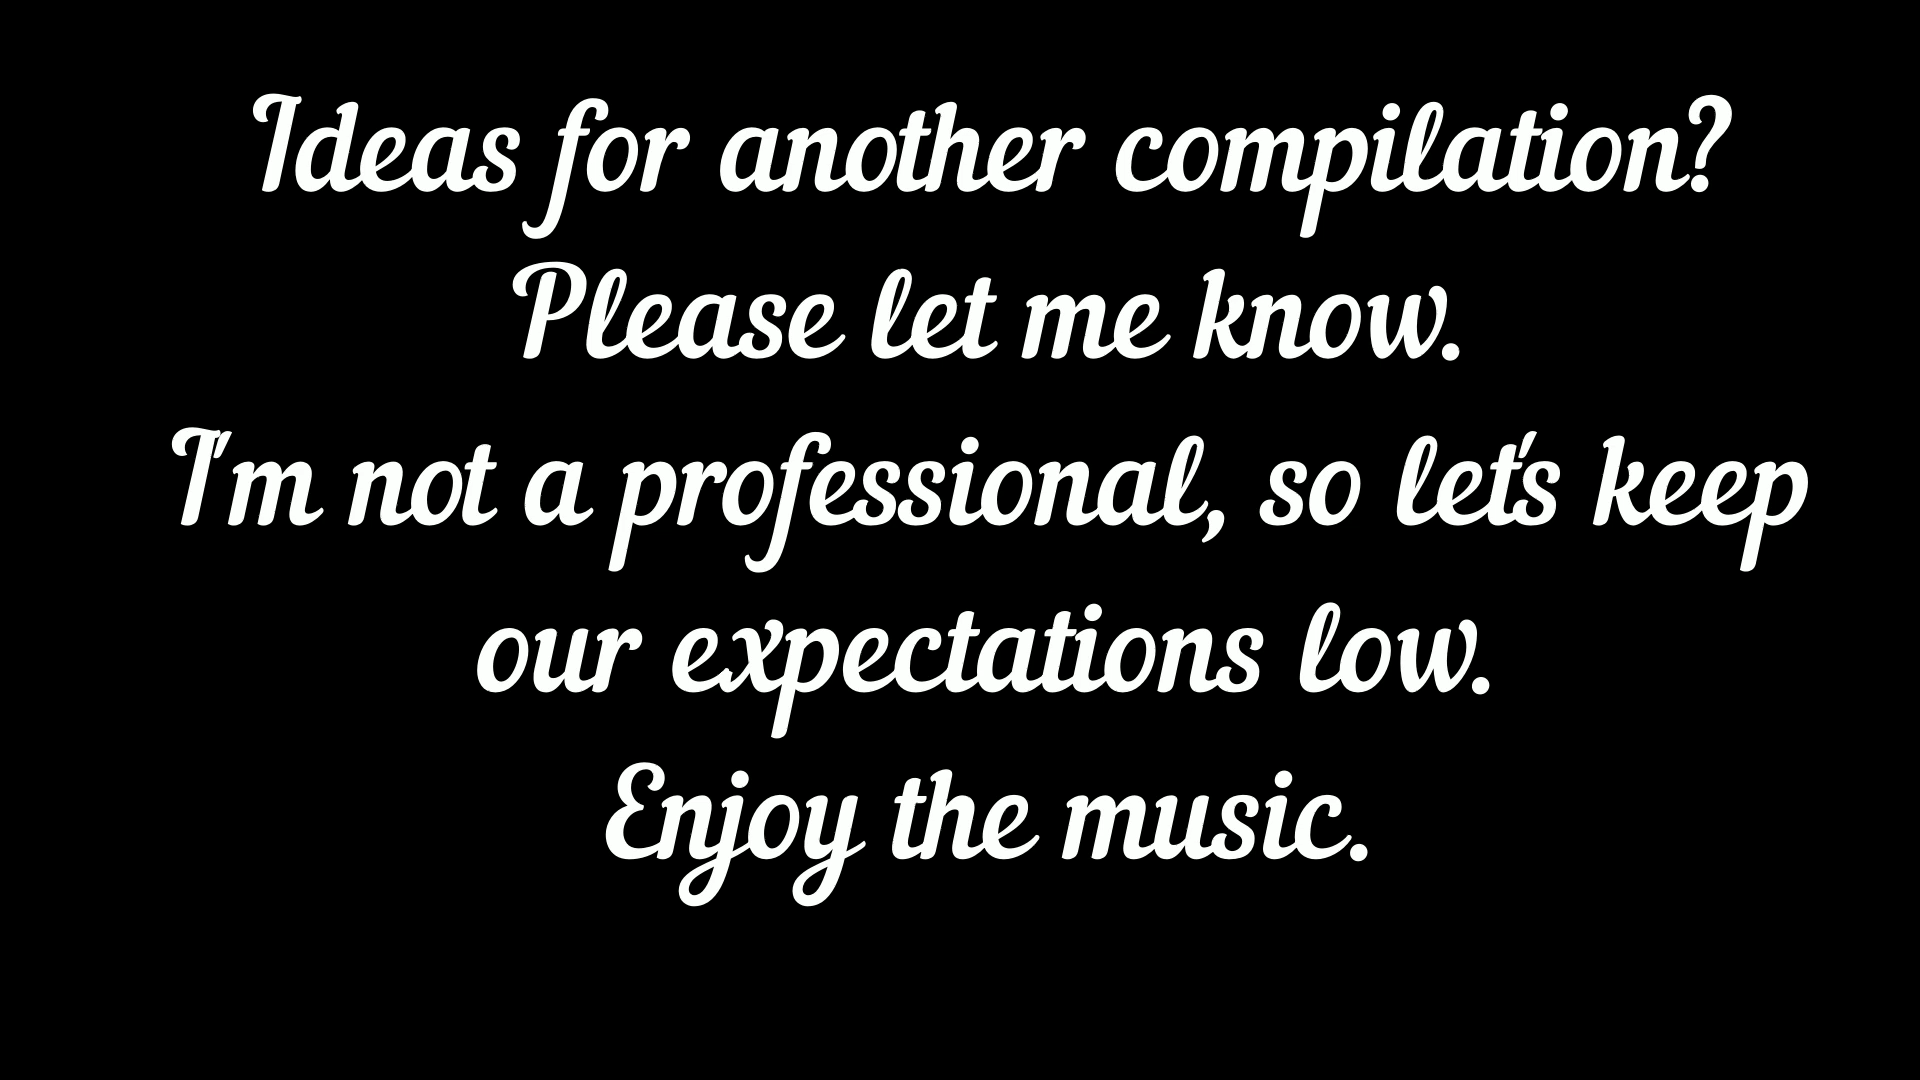 Ideas for another compilation?
Please let me know.
I'm not a professional, so let's keep
our expectations low.
Enjoy the music.